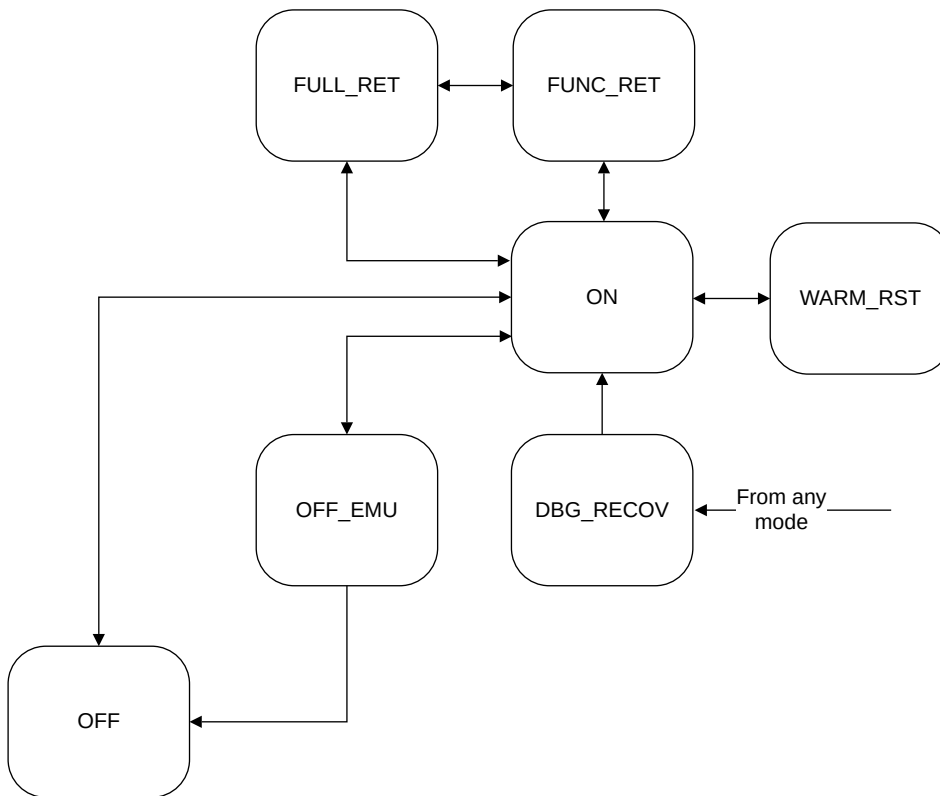 FULL_RET
FUNC_RET
ON
WARM_RST
OFF_EMU
DBG_RECOV
From any
mode
OFF